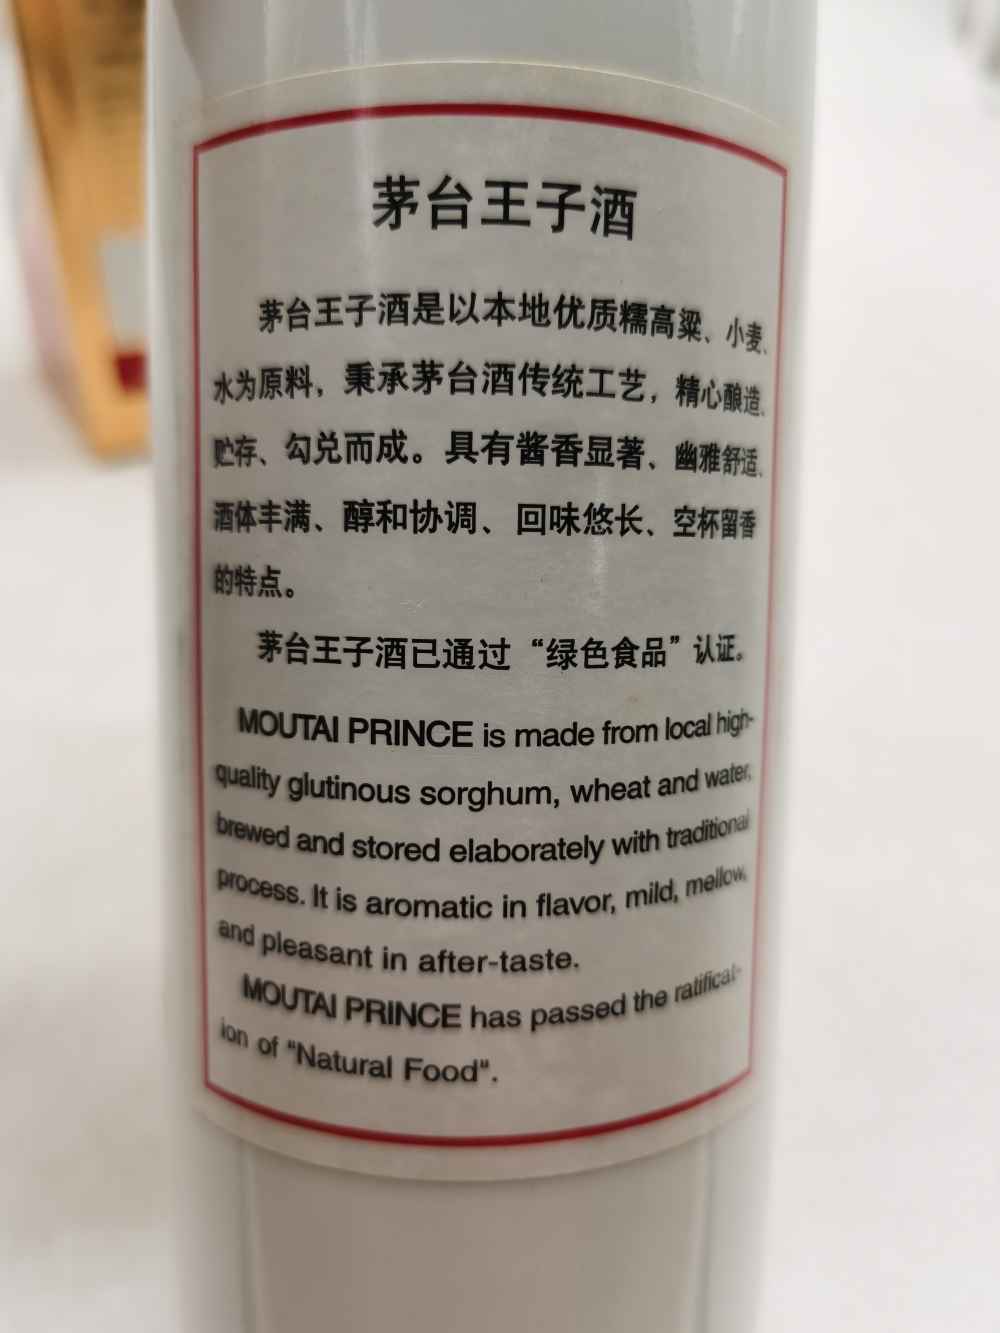 茅台王子酒
茅台王子酒是以本地优质糯高粱、小麦、
水为原料，秉承茅台酒传统工艺，精心酿造、
贮存、勾兑而成。具有酱香显著、幽雅舒适、
酒体丰满、醇和协调、回味悠长、空杯留香
的特点。
茅台王子酒已通过“绿色食品”认证。
MOUTAI PRINCE is made from local high-
quality glutinous sorghum, wheat and water,
brewed and stored elaborately with traditional
process. It is aromatic in flavor, mild, mellow,
and pleasant in after-taste.
MOUTAI PRINCE has passed the ratificat-
ion of "Natural Food".